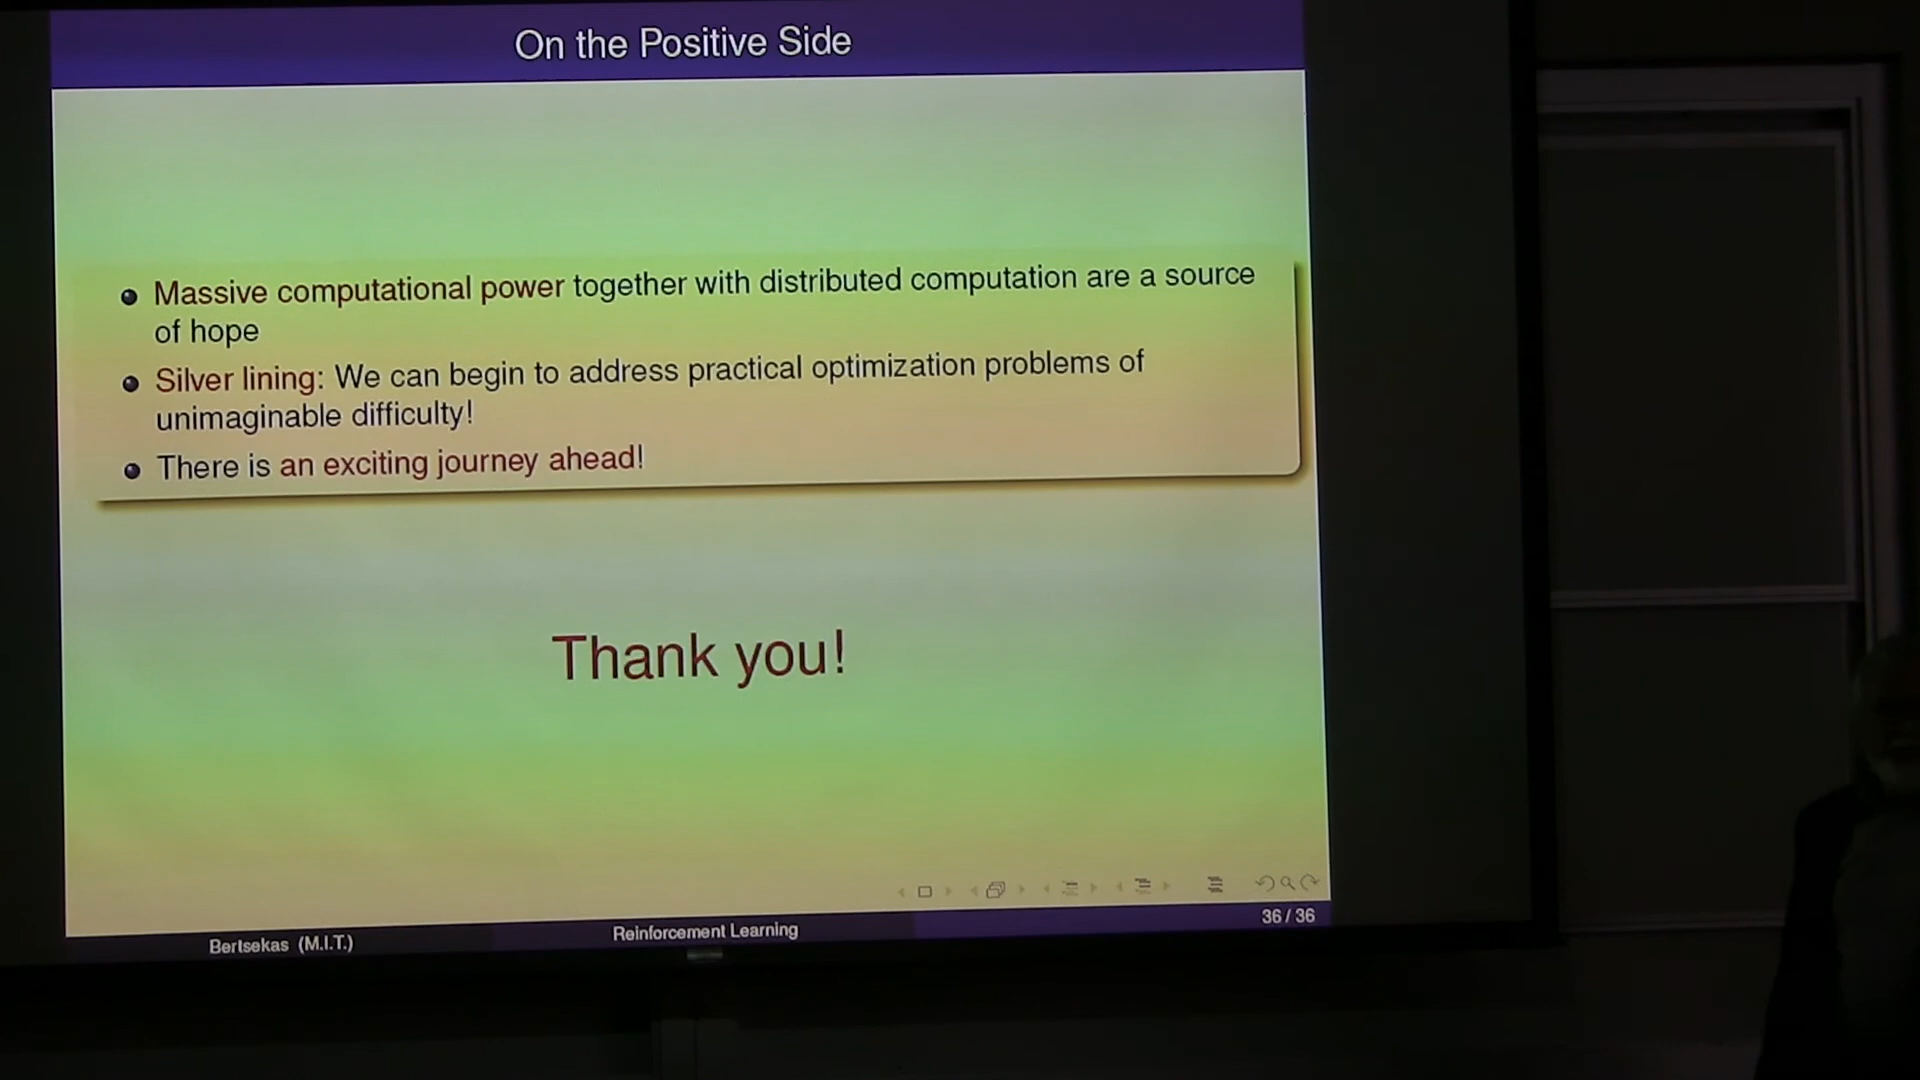 On the Positive Side
Massive computational power together with distributed computation are a source
of hope
Silver lining: We can begin to address practical optimization problems of
unimaginable difficulty!
There is an exciting journey ahead!
Thank you!
36 / 36
Bertsekas (M.I.T.)
Reinforcement Learning